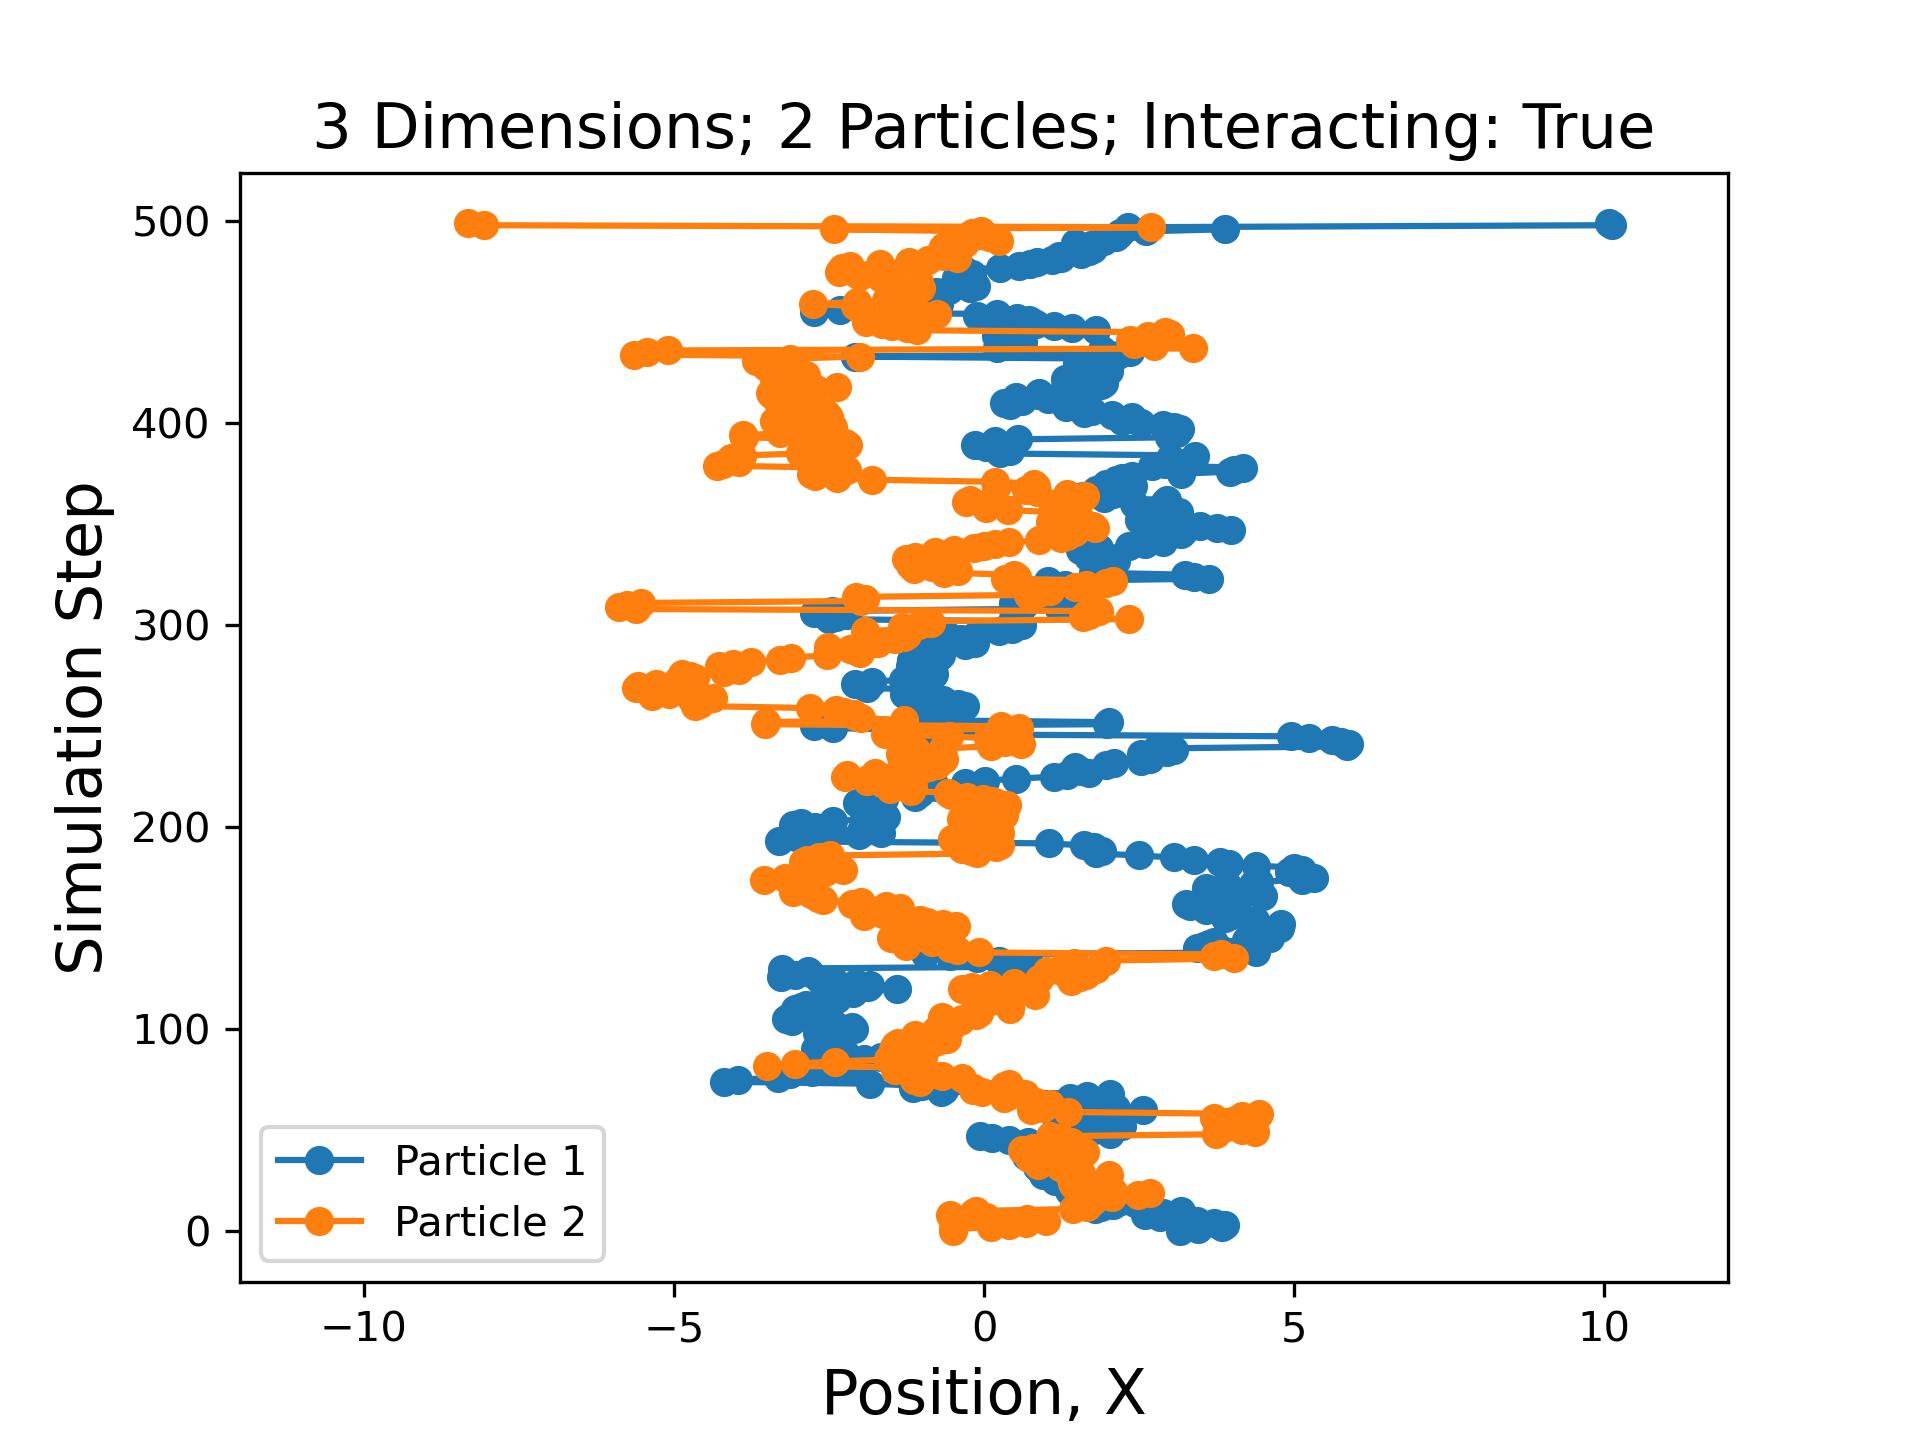 3 Dimensions; 2 Particles; Interacting: True
Simulation Step
500
400
300
200
100
0
Particle 1
Particle 2
−10 −5 0 5 10
Position, X